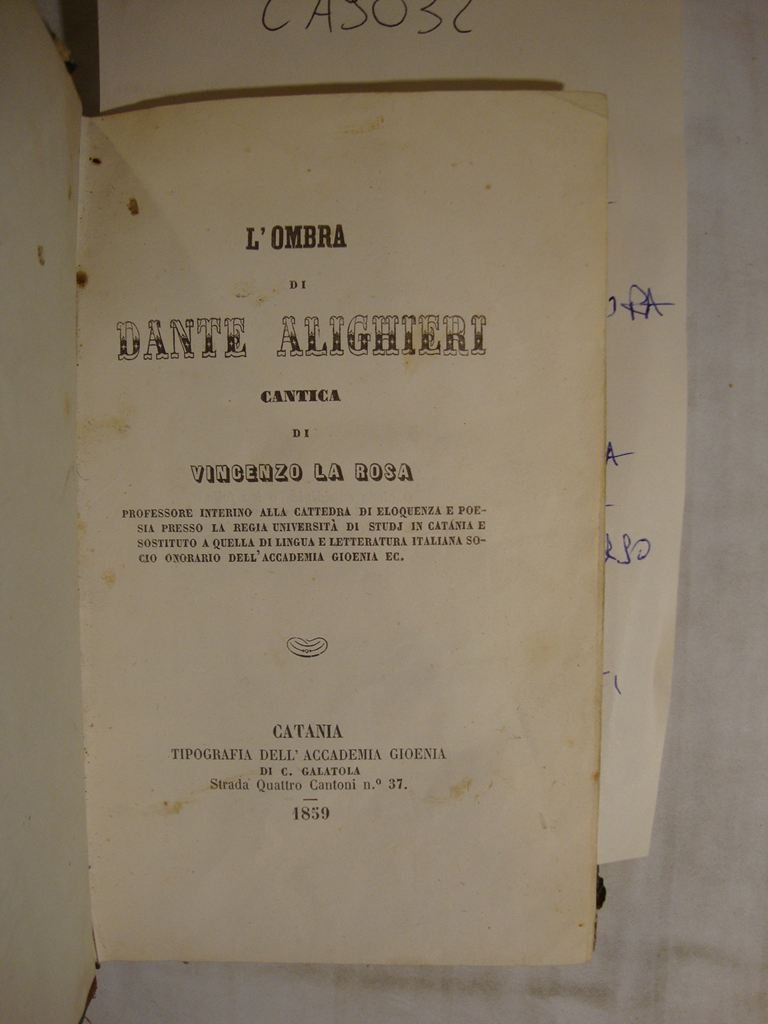 CA9032
L'OMBRA
DI
DANTE ALIGHIERI
CANTICA
DI
VINCENZO LA ROSA
PROFESSORE INTERINO ALLA CATTEDRA DI ELOQUENZA E POE-
SIA PRESSO LA REGIA UNIVERSITÀ DI STUDJ IN CATÁNIA E
SOSTITUTO A QUELLA DI LINGUA E LETTERATURA ITALIANA SO-
CIO ONORARIO DELL'ACCADEMIA GIOENIA EC.
CATANIA
TIPOGRAFIA DELL'ACCADEMIA GIOENIA
DI C. GALATOLA
Strada Quattro Cantoni n.º 37.
1859